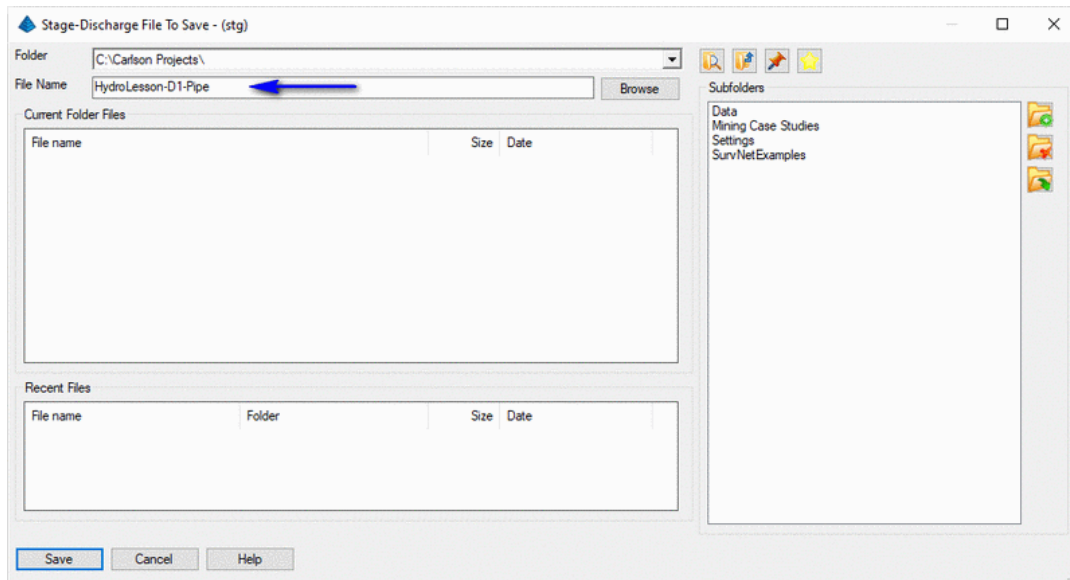 Stage-Discharge File To Save - (stg)
Folder
C:\Carlson Projects\
File Name
HydroLesson-D1-Pipe
Browse
Current Folder Files
File name Size Date
Recent Files
File name Folder Size Date
Subfolders
Data
Mining Case Studies
Settings
SurvNetExamples
Save Cancel Help